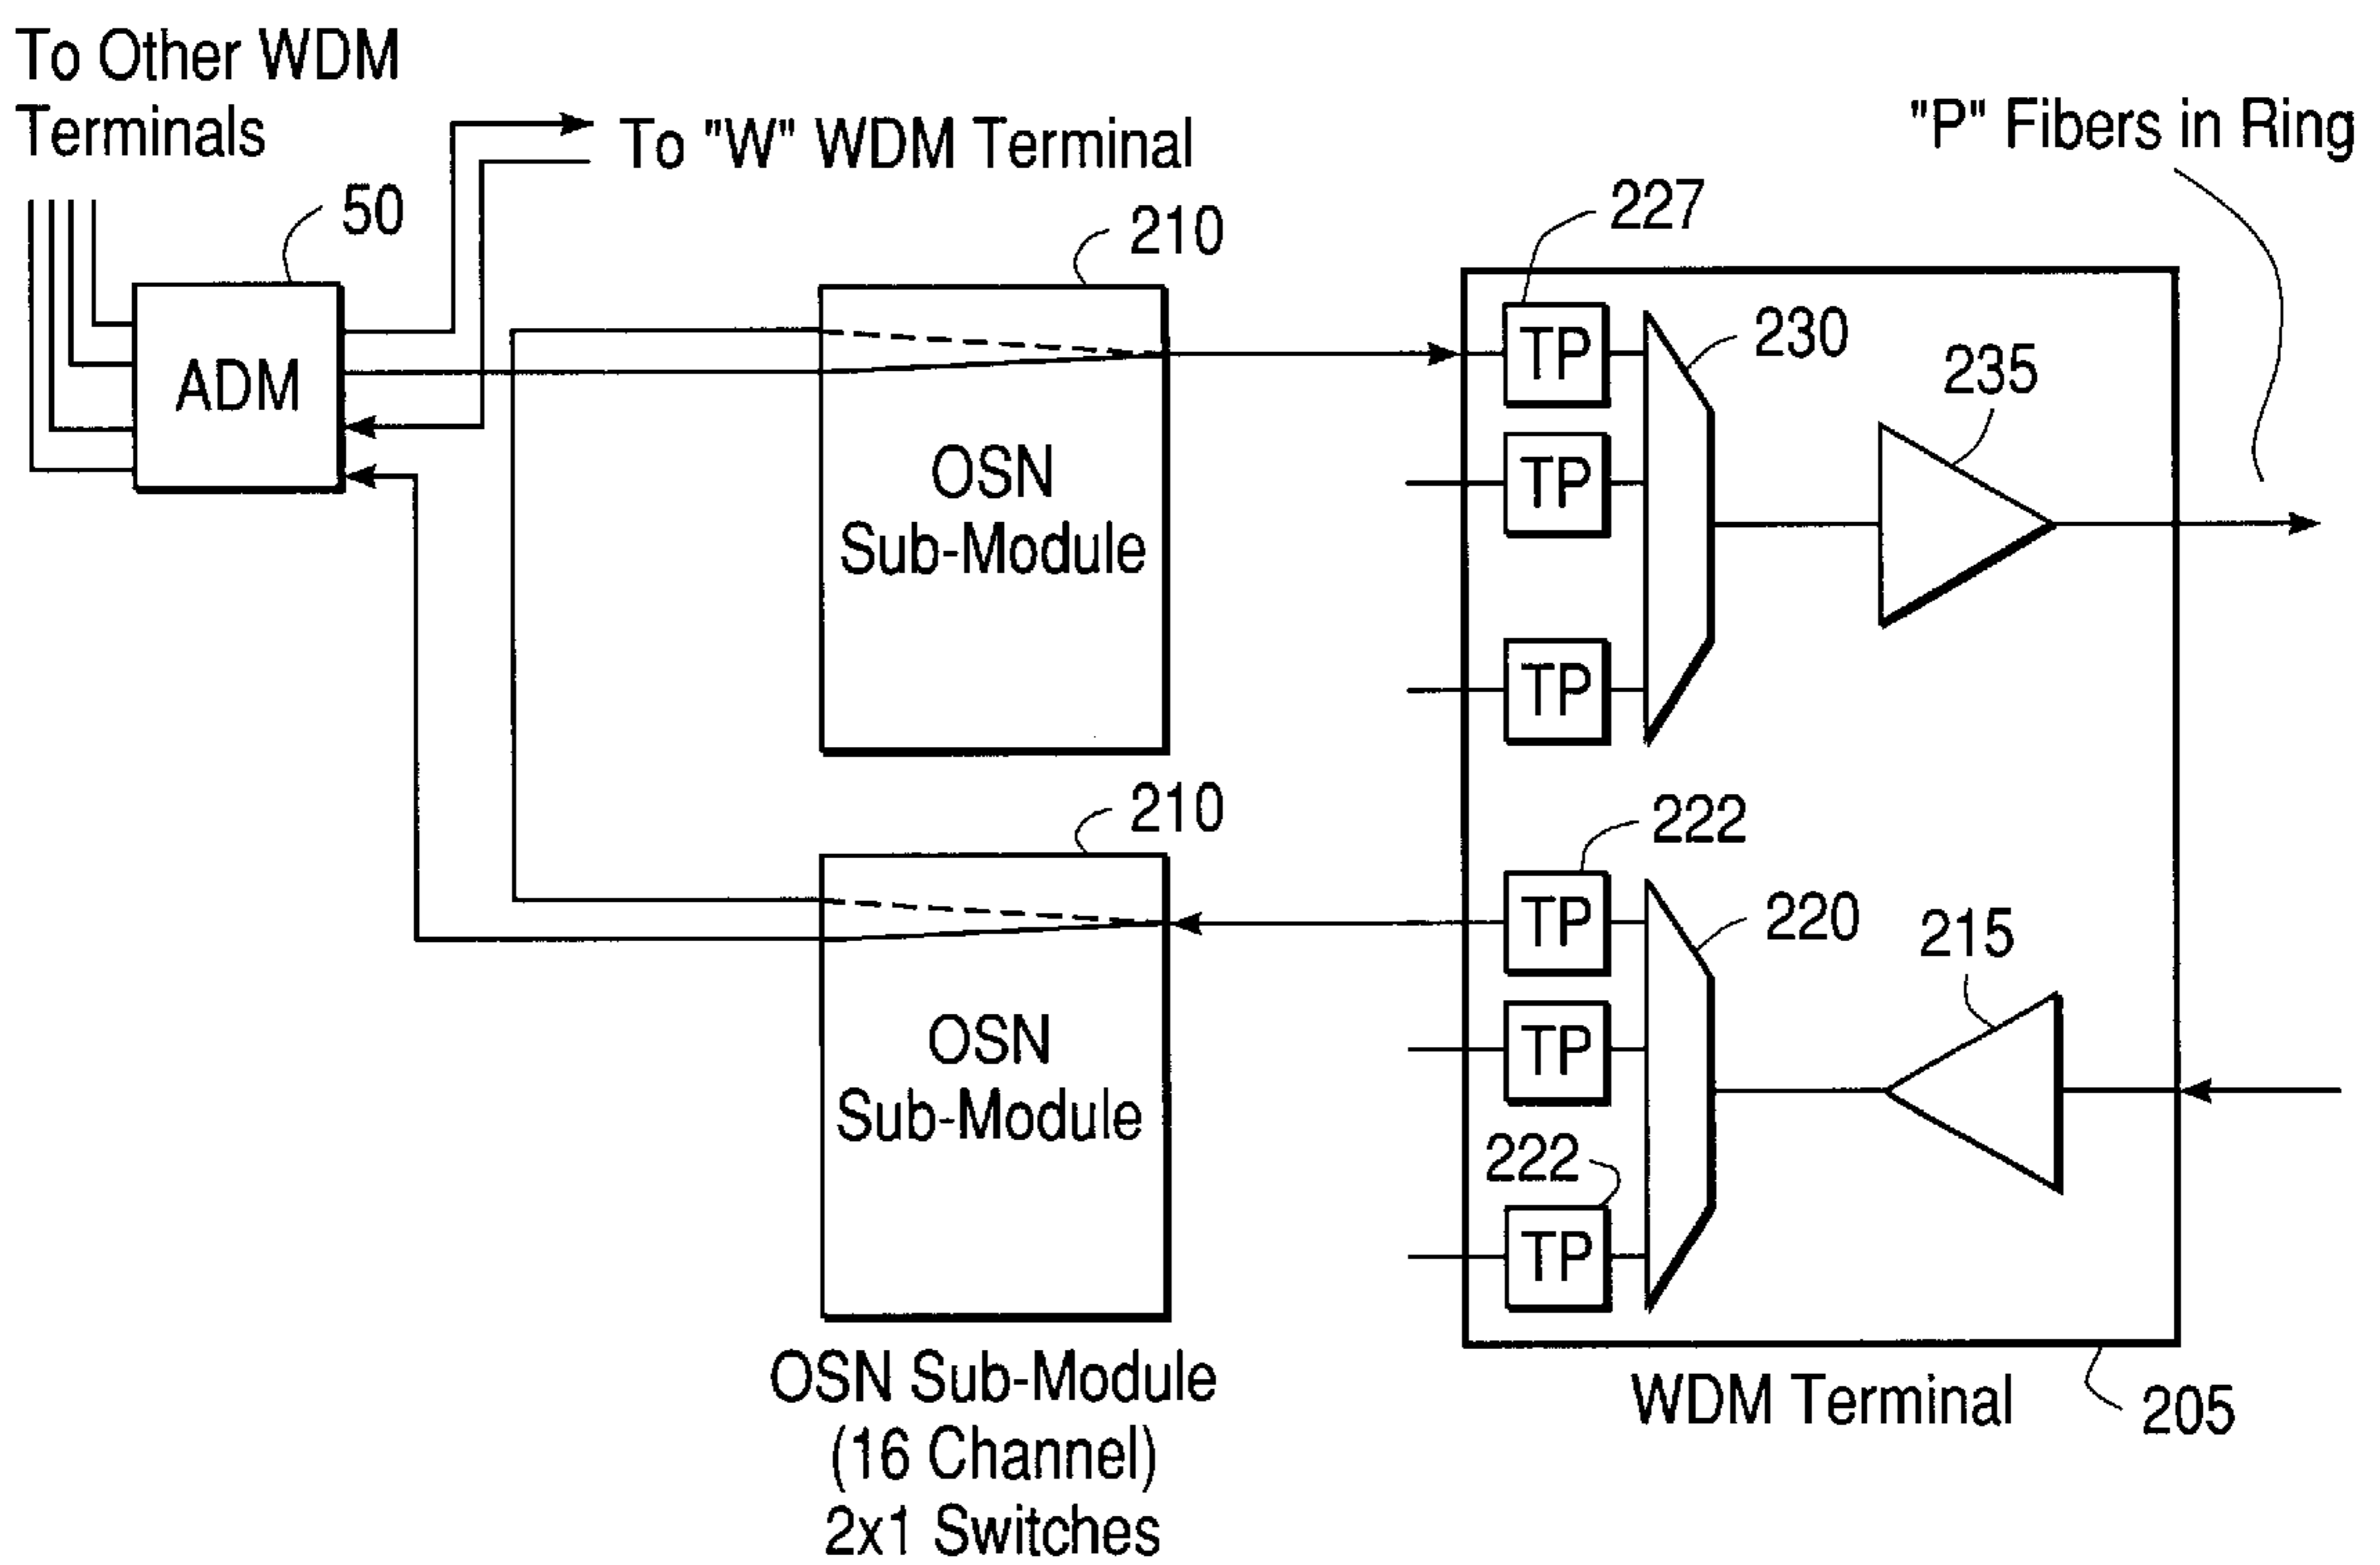 To Other WDM
Terminals
To "W" WDM Terminal
"P" Fibers in Ring
50
210
227
ADM
TP
230
235
OSN
Sub-Module
TP
TP
210
222
TP
220
215
OSN
Sub-Module
TP
222
TP
OSN Sub-Module
(16 Channel)
2x1 Switches
WDM Terminal
205